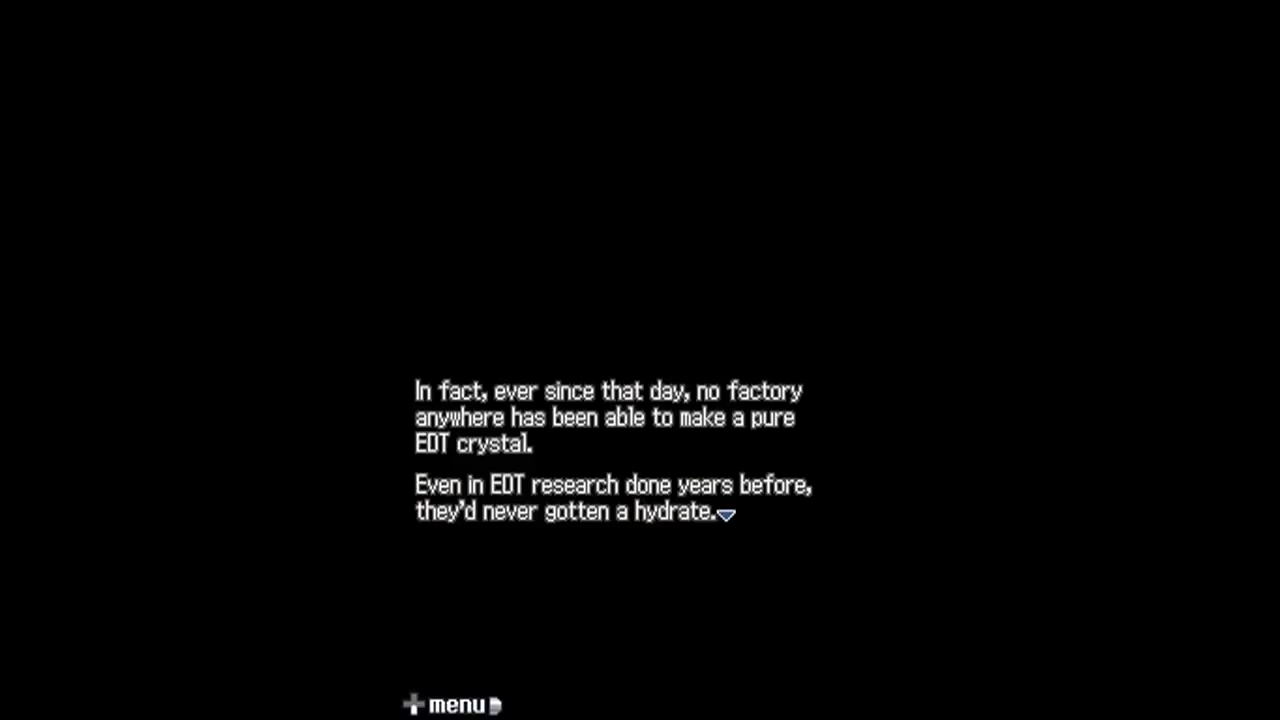 In fact, ever since that day, no factory
anywhere has been able to make a pure
EDT crystal.
Even in EDT research done years before,
they'd never gotten a hydrate.
menu